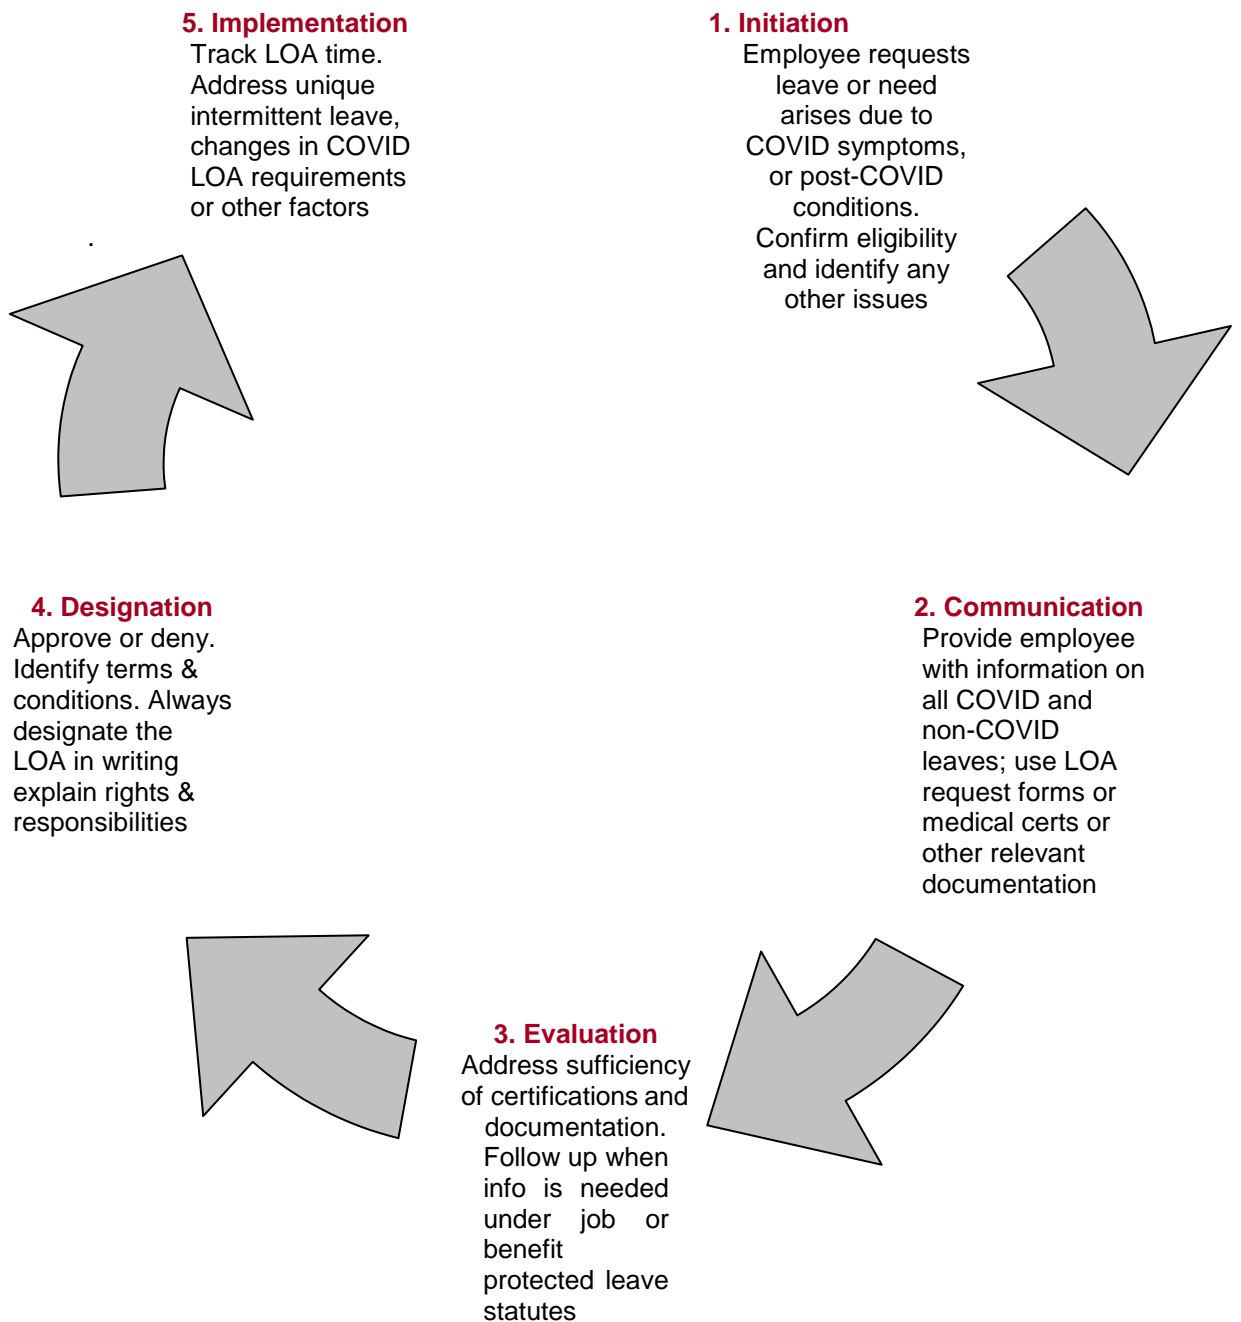 5. Implementation
Track LOA time.
Address unique
intermittent leave,
changes in COVID
LOA requirements
or other factors
.
1. Initiation
Employee requests
leave or need
arises due to
COVID symptoms,
or post-COVID
conditions.
Confirm eligibility
and identify any
other issues
4. Designation
Approve or deny.
Identify terms &
conditions. Always
designate the
LOA in writing
explain rights &
responsibilities
2. Communication
Provide employee
with information on
all COVID and
non-COVID
leaves; use LOA
request forms or
medical certs or
other relevant
documentation
3. Evaluation
Address sufficiency
of certifications and
documentation.
Follow up when
info is needed
under job or
benefit
protected leave
statutes